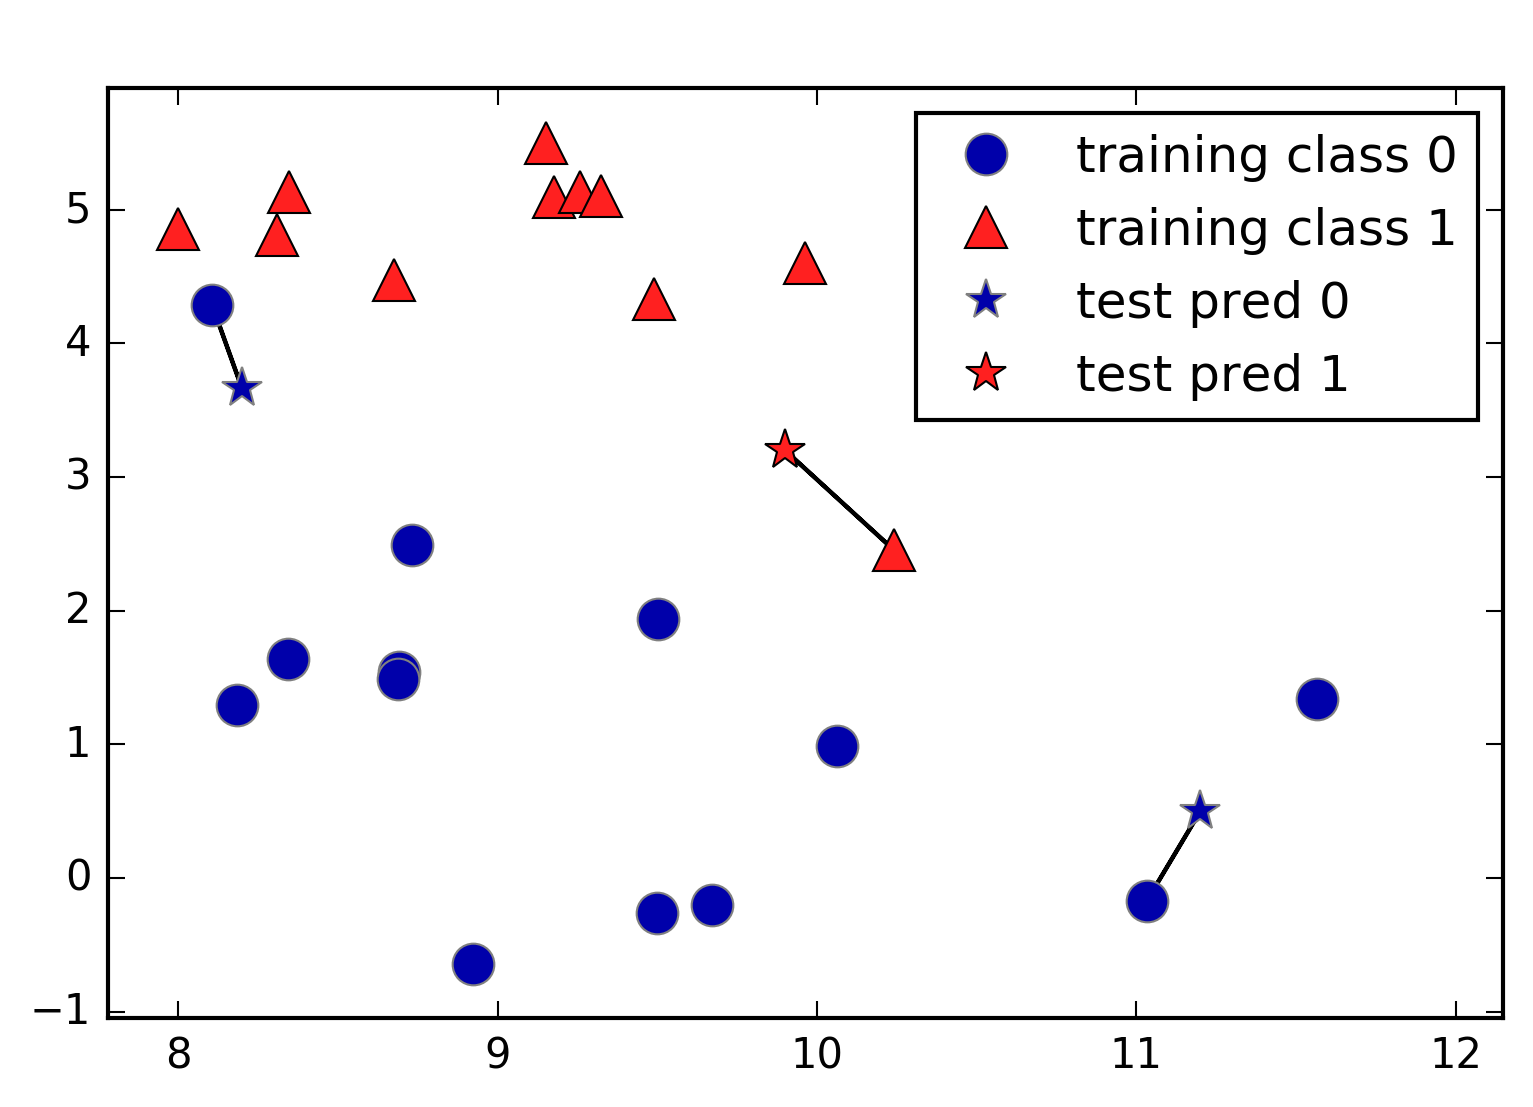 training class 0
training class 1
test pred 0
test pred 1
5
4
3
2
1
0
−1
8 9 10 11 12